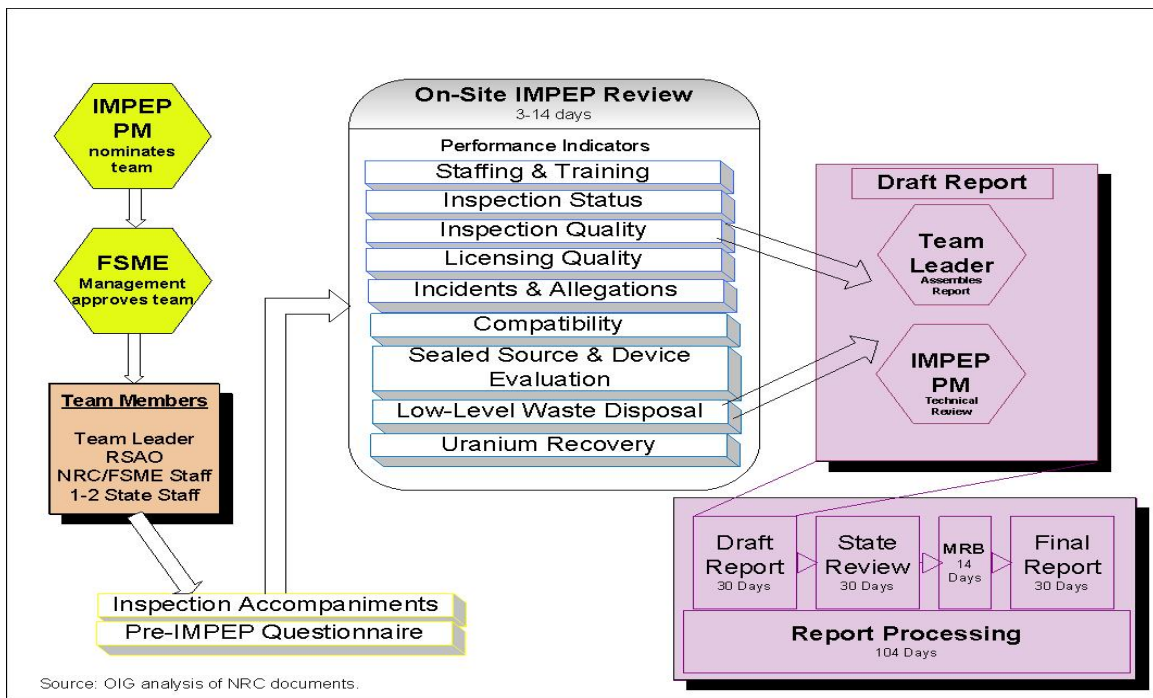 IMPEP
PM
nominates
team
FSME
Management
approves team
Team Members
Team Leader
RSAO
NRC/FSME Staff
1-2 State Staff
Inspection Accompaniments
Pre-IMPEP Questionnaire
On-Site IMPEP Review
3-14 days
Performance Indicators
Staffing & Training
Inspection Status
Inspection Quality
Licensing Quality
Incidents & Allegations
Compatibility
Sealed Source & Device
Evaluation
Low-Level Waste Disposal
Uranium Recovery
Draft Report
Team
Leader
Assembles
Report
IMPEP
PM
Technical
Review
Draft
Report
30 Days
State
Review
30 Days
MRB
14
Days
Final
Report
30 Days
Report Processing
104 Days
Source: OIG analysis of NRC documents.